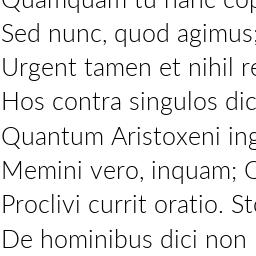 Quamquam tu hanc cop
Sed nunc, quod agimus;
Urgent tamen et nihil re
Hos contra singulos dic
Quantum Aristoxeni ing
Memini vero, inquam;
Proclivi currit oratio. St
De hominibus dici non